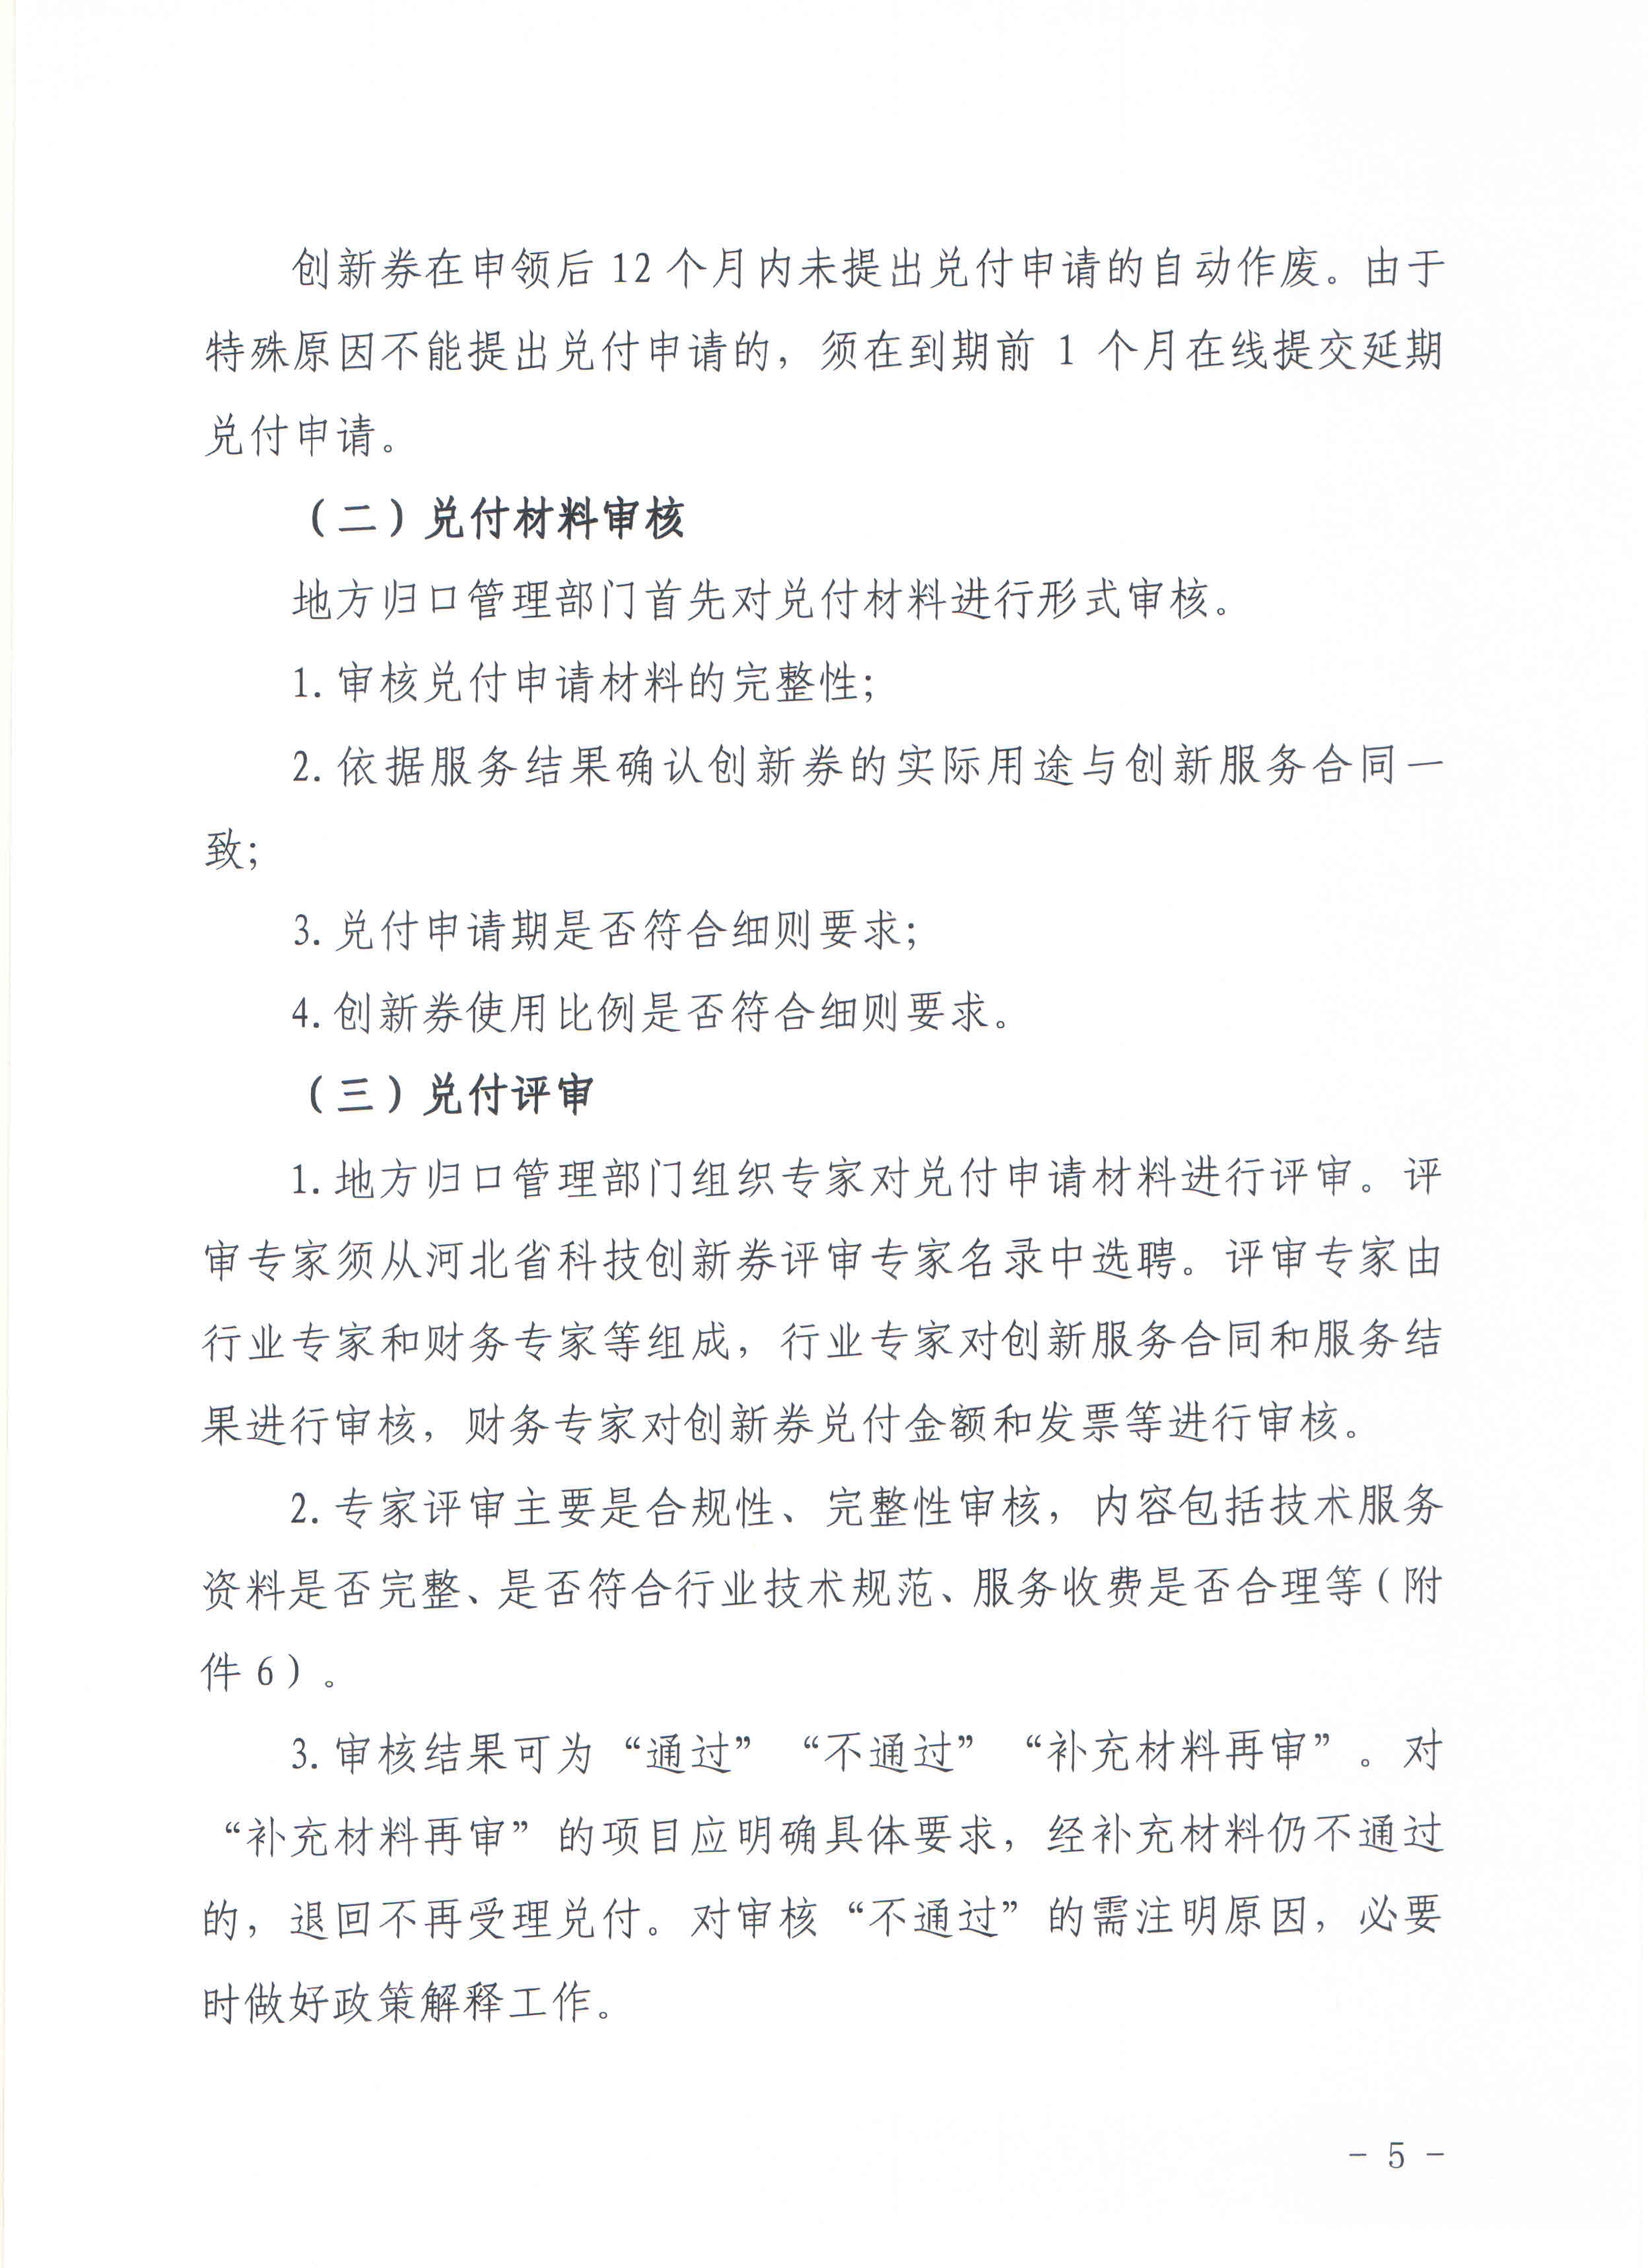 创新券在申领后 12 个月内未提出兑付申请的自动作废。由于
特殊原因不能提出兑付申请的，须在到期前 1 个月在线提交延期
兑付申请。
（二）兑付材料审核
地方归口管理部门首先对兑付材料进行形式审核。
1. 审核兑付申请材料的完整性；
2. 依据服务结果确认创新券的实际用途与创新服务合同一
致；
3. 兑付申请期是否符合细则要求；
4. 创新券使用比例是否符合细则要求。
（三）兑付评审
1. 地方归口管理部门组织专家对兑付申请材料进行评审。评
审专家须从河北省科技创新券评审专家名录中选聘。评审专家由
行业专家和财务专家等组成，行业专家对创新服务合同和服务结
果进行审核，财务专家对创新券兑付金额和发票等进行审核。
2. 专家评审主要是合规性、完整性审核，内容包括技术服务
资料是否完整、是否符合行业技术规范、服务收费是否合理等（附
件 6）。
3. 审核结果可为“通过”“不通过”“补充材料再审”。对
“补充材料再审”的项目应明确具体要求，经补充材料仍不通过
的，退回不再受理兑付。对审核“不通过”的需注明原因，必要
时做好政策解释工作。
- 5 -